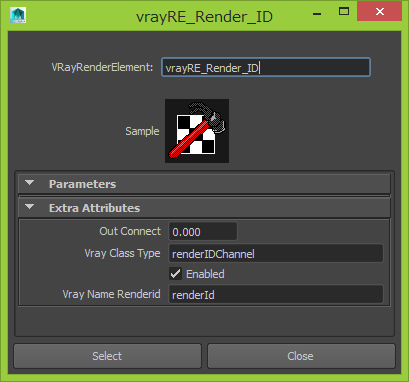 vrayRE_Render_ID
VRayRenderElement: vrayRE_Render_ID
Sample
Parameters
Extra Attributes
Out Connect 0.000
Vray Class Type renderIDChannel
Enabled
Vray Name Renderid renderId
Select Close